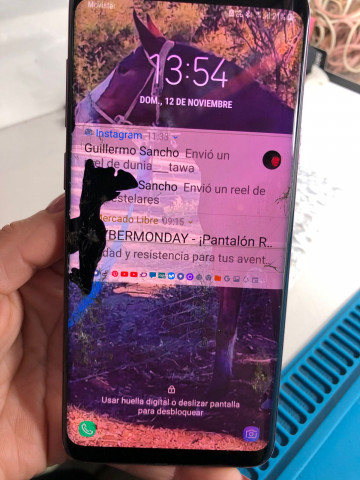 Movistar
21%
13:54
DOM., 12 DE NOVIEMBRE
Instagram 11:33
Guillermo Sancho Envió un
de dunia tawa
Sancho Envió un reel de
estelares
Mercado Libre 09:15
CYBERMONDAY - ¡Pantalón R..
dad y resistencia para tus avent...
Usar huella digital o deslizar pantalla
para desbloquear